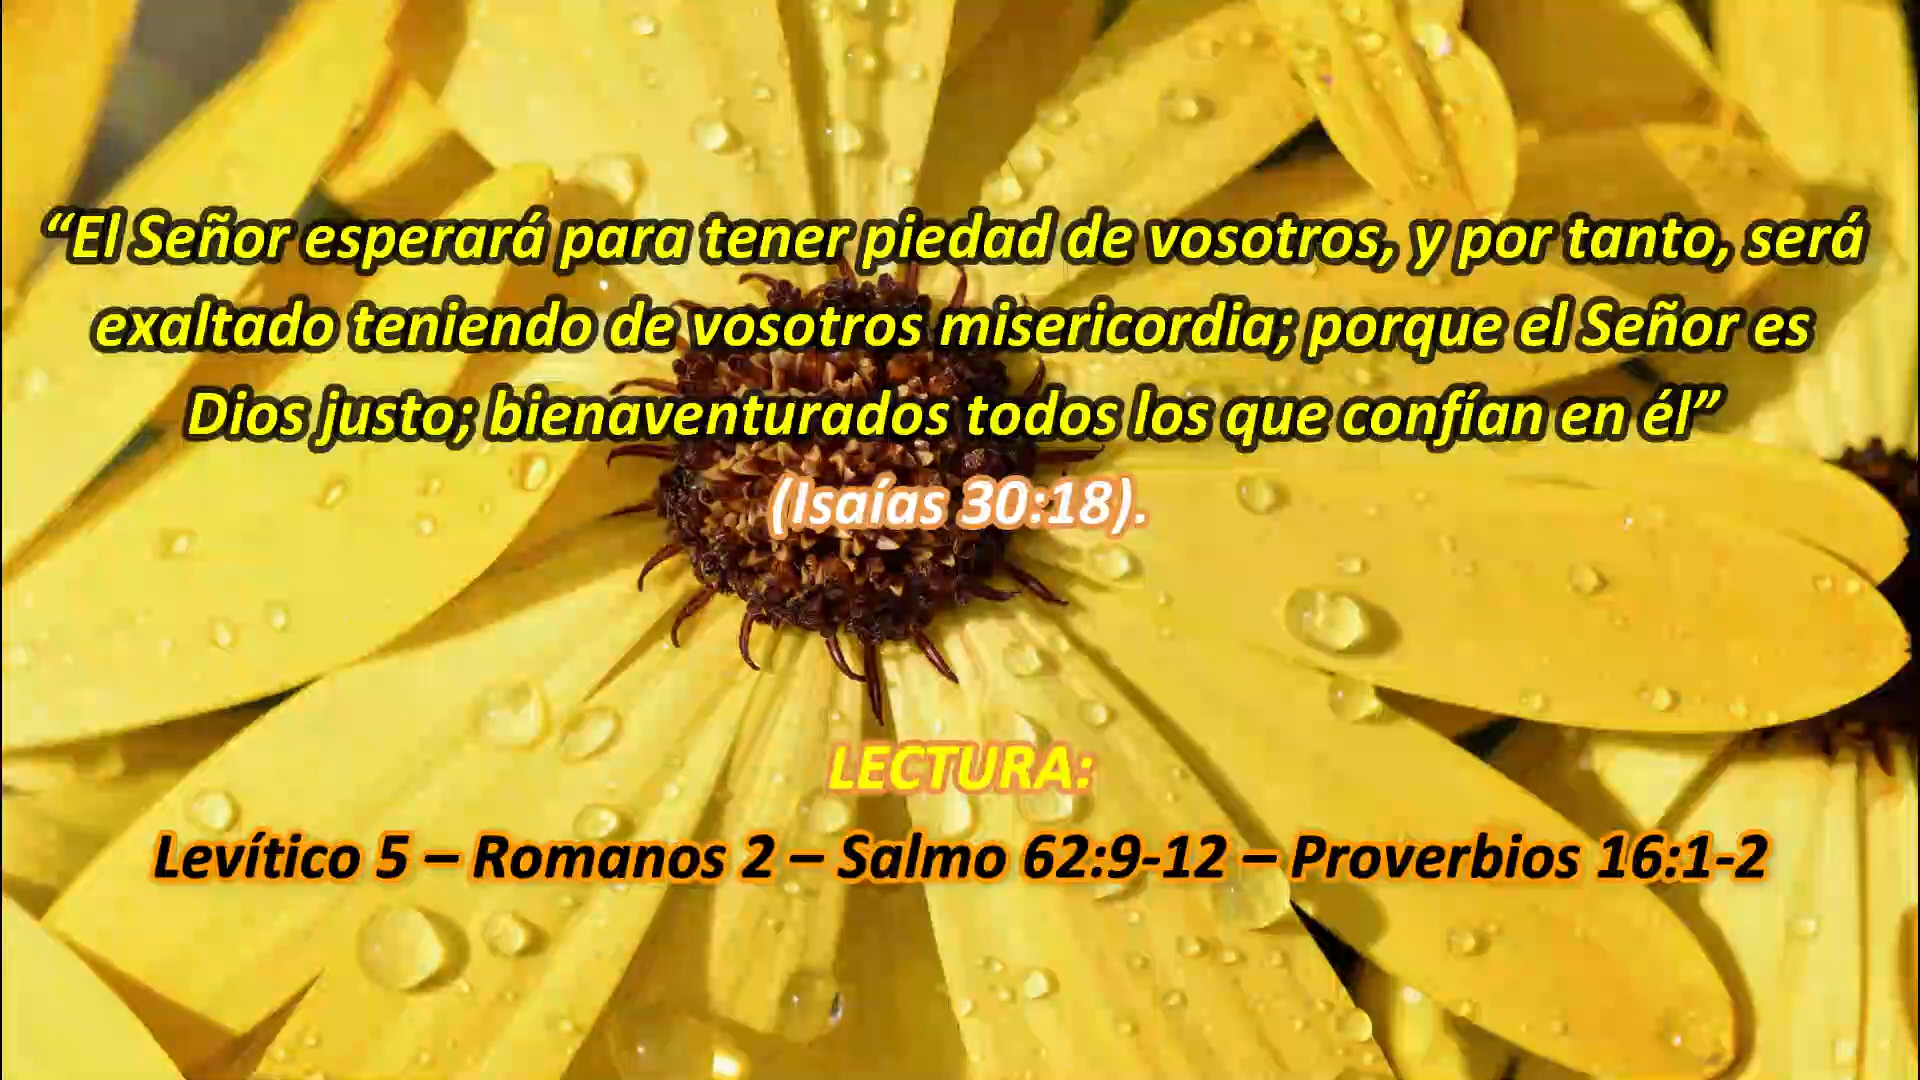 “El Señor esperará para tener piedad de vosotros, y por tanto, será
exaltado teniendo de vosotros misericordia; porque el Señor es
Dios justo; bienaventurados todos los que confían en él”
(Isaías 30:18).
LECTURA:
Levítico 5 – Romanos 2 – Salmo 62:9-12 – Proverbios 16:1-2